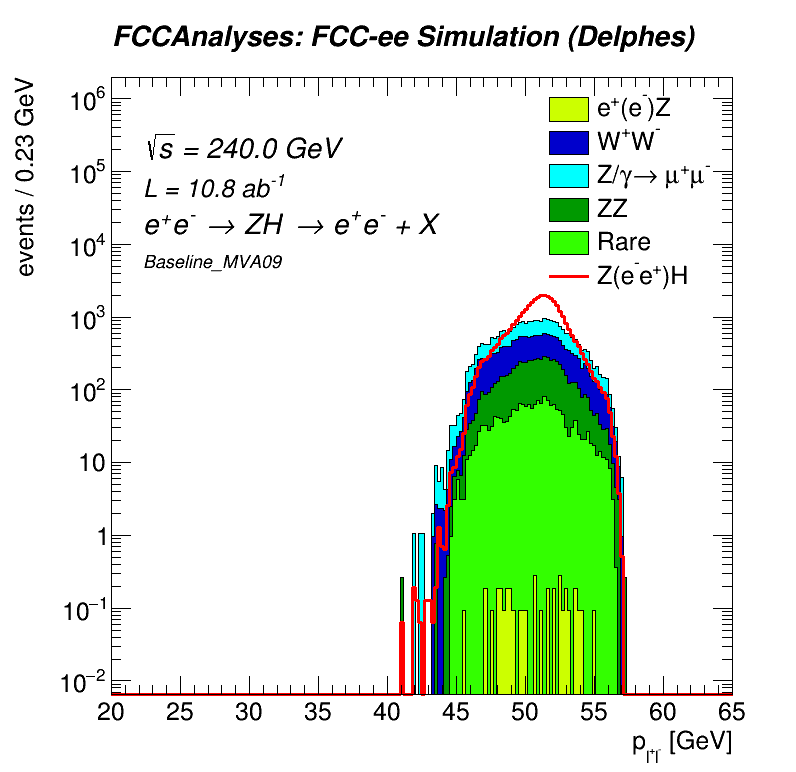 FCCAnalyses: FCC-ee Simulation (Delphes)
events / 0.23 GeV
10⁶
10⁵
10⁴
10³
10²
10
1
10⁻¹
10⁻²
√s = 240.0 GeV
L = 10.8 ab⁻¹
e⁺e⁻ → ZH → e⁺e⁻ + X
Baseline_MVA09
e⁺(e⁻)Z
W⁺W⁻
Z/γ→ μ⁺μ⁻
ZZ
Rare
Z(e⁻e⁺)H
20 25 30 35 40 45 50 55 60 65
p_l⁺l⁻ [GeV]